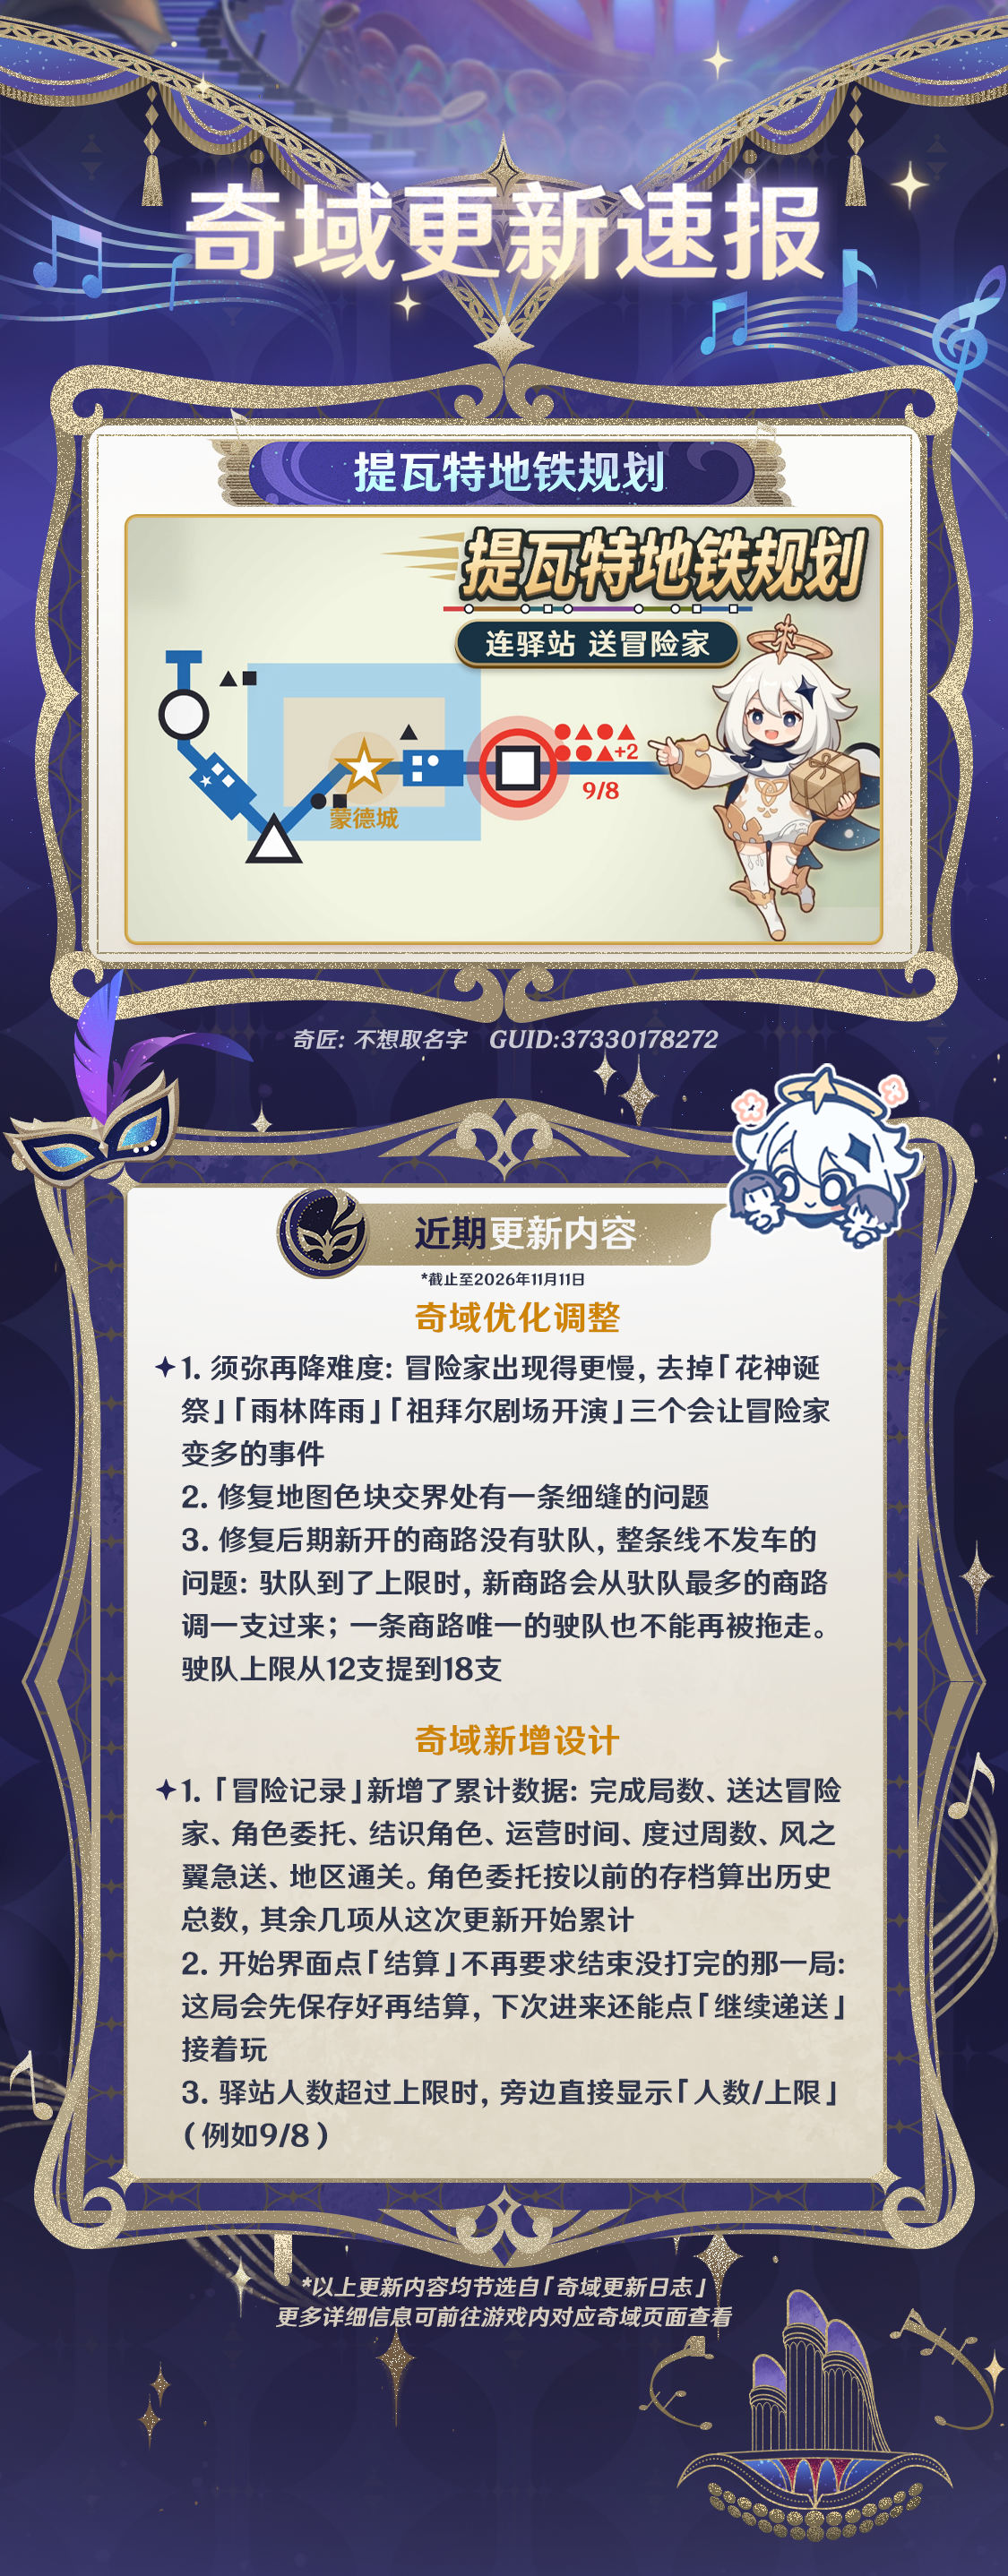 奇域更新速报
提瓦特地铁规划
提瓦特地铁规划
连驿站 送冒险家
+2
9/8
蒙德城
奇匠: 不想取名字 GUID:37330178272
近期更新内容
*截止至2026年11月11日
奇域优化调整
1. 须弥再降难度: 冒险家出现得更慢, 去掉「花神诞
祭」「雨林阵雨」「祖拜尔剧场开演」三个会让冒险家
变多的事件
2. 修复地图色块交界处有一条细缝的问题
3. 修复后期新开的商路没有驮队, 整条线不发车的
问题: 驮队到了上限时, 新商路会从驮队最多的商路
调一支过来; 一条商路唯一的驶队也不能再被拖走。
驶队上限从12支提到18支
奇域新增设计
1.「冒险记录」新增了累计数据: 完成局数、送达冒险
家、角色委托、结识角色、运营时间、度过周数、风之
翼急送、地区通关。角色委托按以前的存档算出历史
总数, 其余几项从这次更新开始累计
2. 开始界面点「结算」不再要求结束没打完的那一局:
这局会先保存好再结算, 下次进来还能点「继续递送」
接着玩
3. 驿站人数超过上限时, 旁边直接显示「人数/上限」
(例如9/8)
*以上更新内容均节选自「奇域更新日志」
更多详细信息可前往游戏内对应奇域页面查看